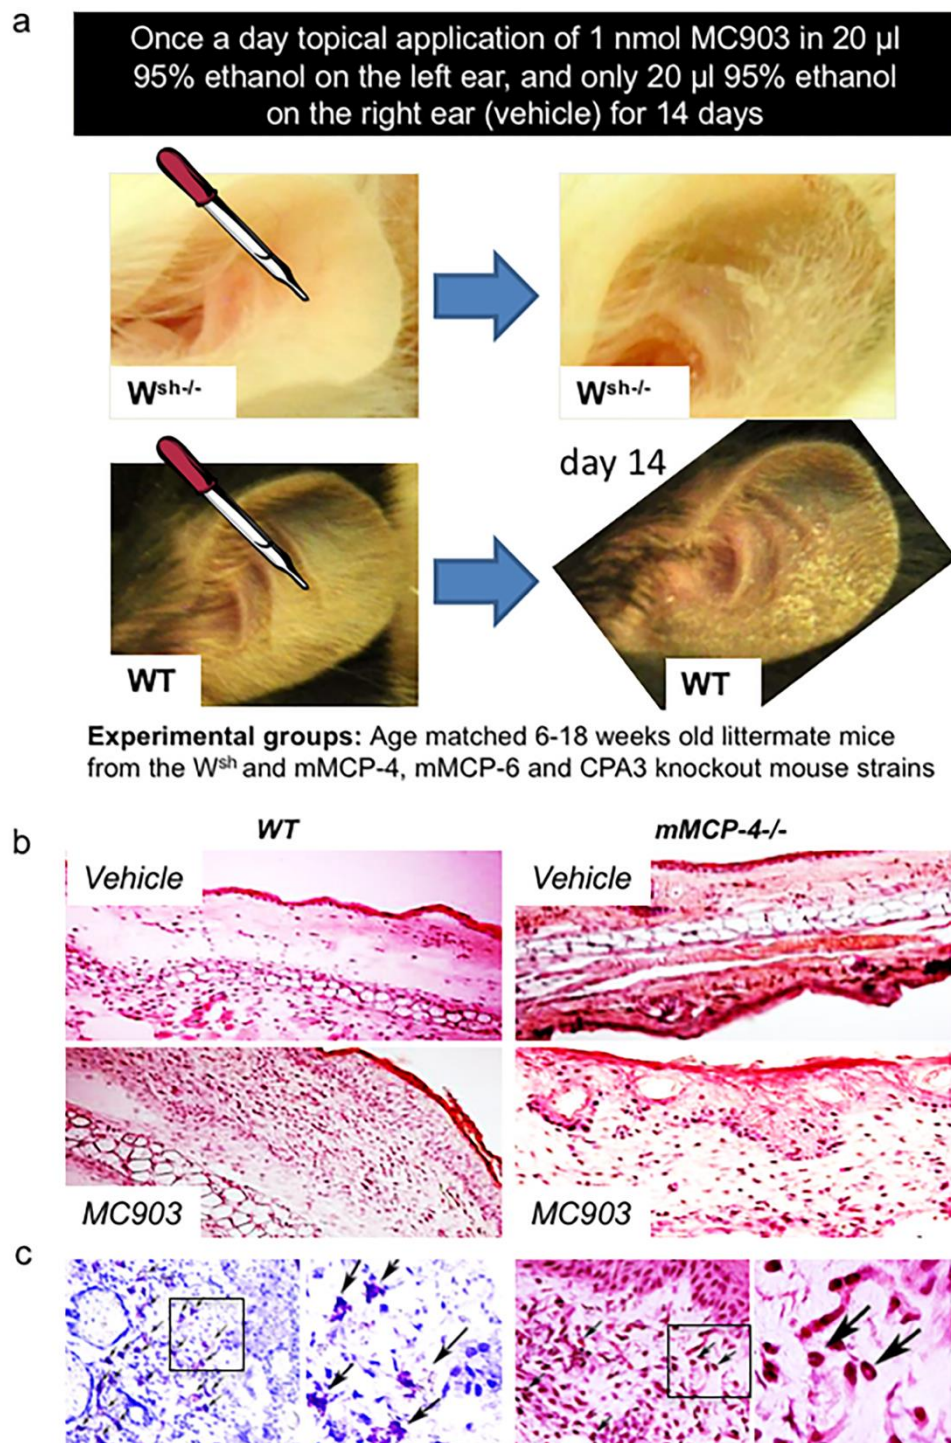 a
Once a day topical application of 1 nmol MC903 in 20 µl
95% ethanol on the left ear, and only 20 µl 95% ethanol
on the right ear (vehicle) for 14 days
Wsh-/-
Wsh-/-
day 14
WT
WT
Experimental groups: Age matched 6-18 weeks old littermate mice
from the Wsh and mMCP-4, mMCP-6 and CPA3 knockout mouse strains
b
WT
mMCP-4-/-
Vehicle
Vehicle
MC903
MC903
c